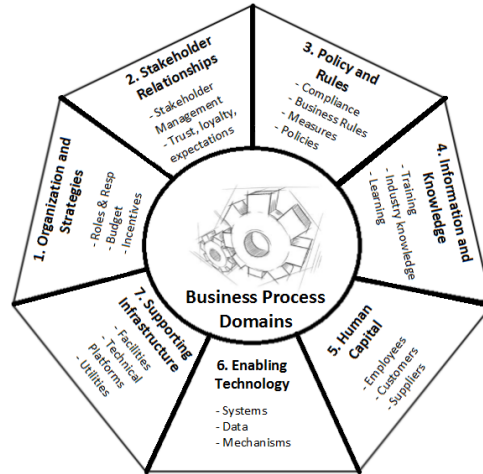 1. Organization and
Strategies
- Roles & Resp
- Budget
- Incentives
2. Stakeholder
Relationships
- Stakeholder
Management
- Trust, loyalty,
expectations
3. Policy and
Rules
- Compliance
- Business Rules
- Measures
- Policies
4. Information and
Knowledge
- Training
- Industry knowledge
- Learning
5. Human
Capital
- Employees
- Customers
- Suppliers
6. Enabling
Technology
- Systems
- Data
- Mechanisms
7. Supporting
Infrastructure
- Facilities
- Technical
Platforms
- Utilities
Business Process
Domains